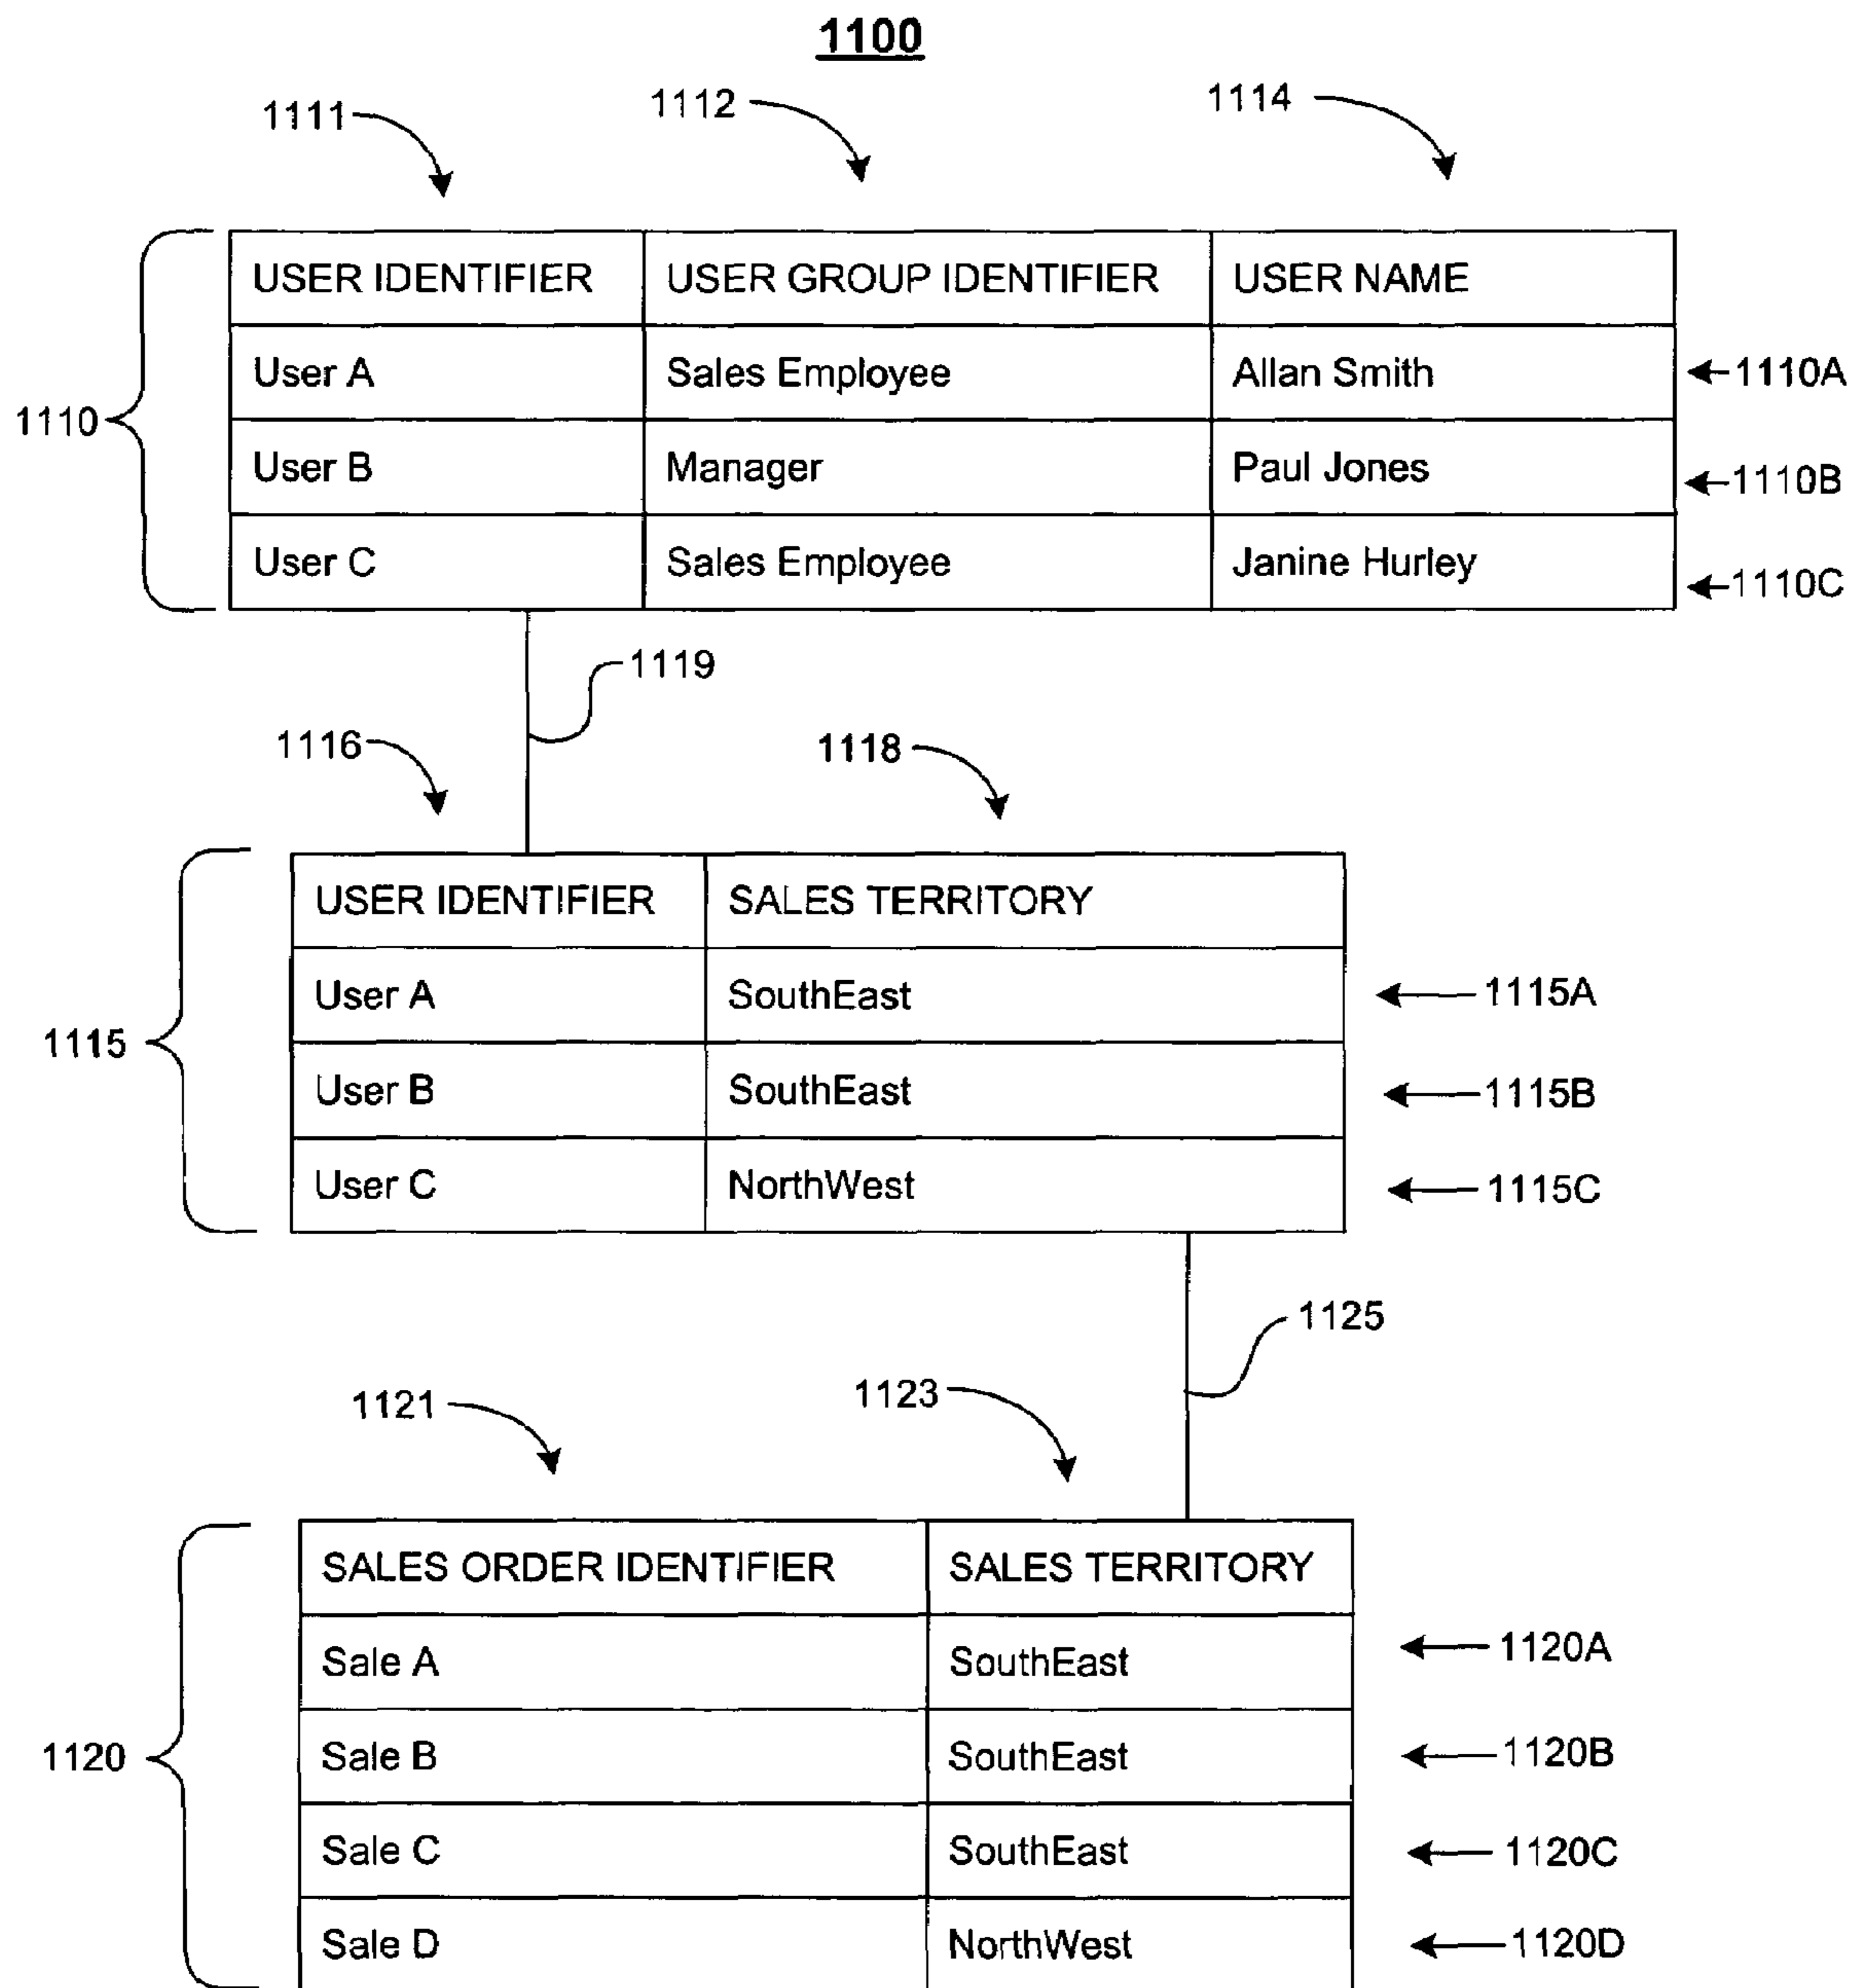 1100
1111 1112 1114
USER IDENTIFIER USER GROUP IDENTIFIER USER NAME
User A Sales Employee Allan Smith 1110A
1110
User B Manager Paul Jones 1110B
User C Sales Employee Janine Hurley 1110C
1119
1116 1118
USER IDENTIFIER SALES TERRITORY
User A SouthEast 1115A
1115
User B SouthEast 1115B
User C NorthWest 1115C
1125
1121 1123
SALES ORDER IDENTIFIER SALES TERRITORY
Sale A SouthEast 1120A
1120 Sale B SouthEast 1120B
Sale C SouthEast 1120C
Sale D NorthWest 1120D